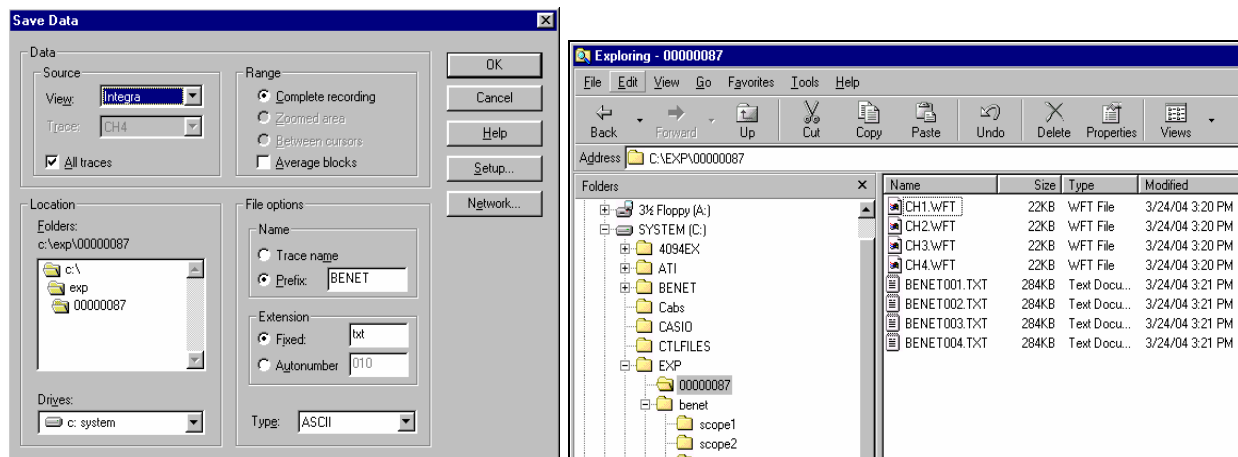 Save Data
Data
Source
View: Integra
Trace: CH4
All traces
Range
Complete recording
Zoomed area
Between cursors
Average blocks
OK
Cancel
Help
Setup...
Network...
Location
Folders:
c:\exp\00000087
c:\
exp
00000087
Drives:
c: system
File options
Name
Trace name
Prefix: BENET
Extension
Fixed: txt
Autonumber 010
Type: ASCII
Exploring - 00000087
File Edit View Go Favorites Tools Help
Back Forward Up Cut Copy Paste Undo Delete Properties Views
Address C:\EXP\00000087
Folders
3½ Floppy (A:)
SYSTEM (C:)
4094EX
ATI
BENET
Cabs
CASIO
CTLFILES
EXP
00000087
benet
scope1
scope2
Name Size Type Modified
CH1.WFT 22KB WFT File 3/24/04 3:20 PM
CH2.WFT 22KB WFT File 3/24/04 3:20 PM
CH3.WFT 22KB WFT File 3/24/04 3:20 PM
CH4.WFT 22KB WFT File 3/24/04 3:20 PM
BENET001.TXT 284KB Text Docu... 3/24/04 3:21 PM
BENET002.TXT 284KB Text Docu... 3/24/04 3:21 PM
BENET003.TXT 284KB Text Docu... 3/24/04 3:21 PM
BENET004.TXT 284KB Text Docu... 3/24/04 3:21 PM